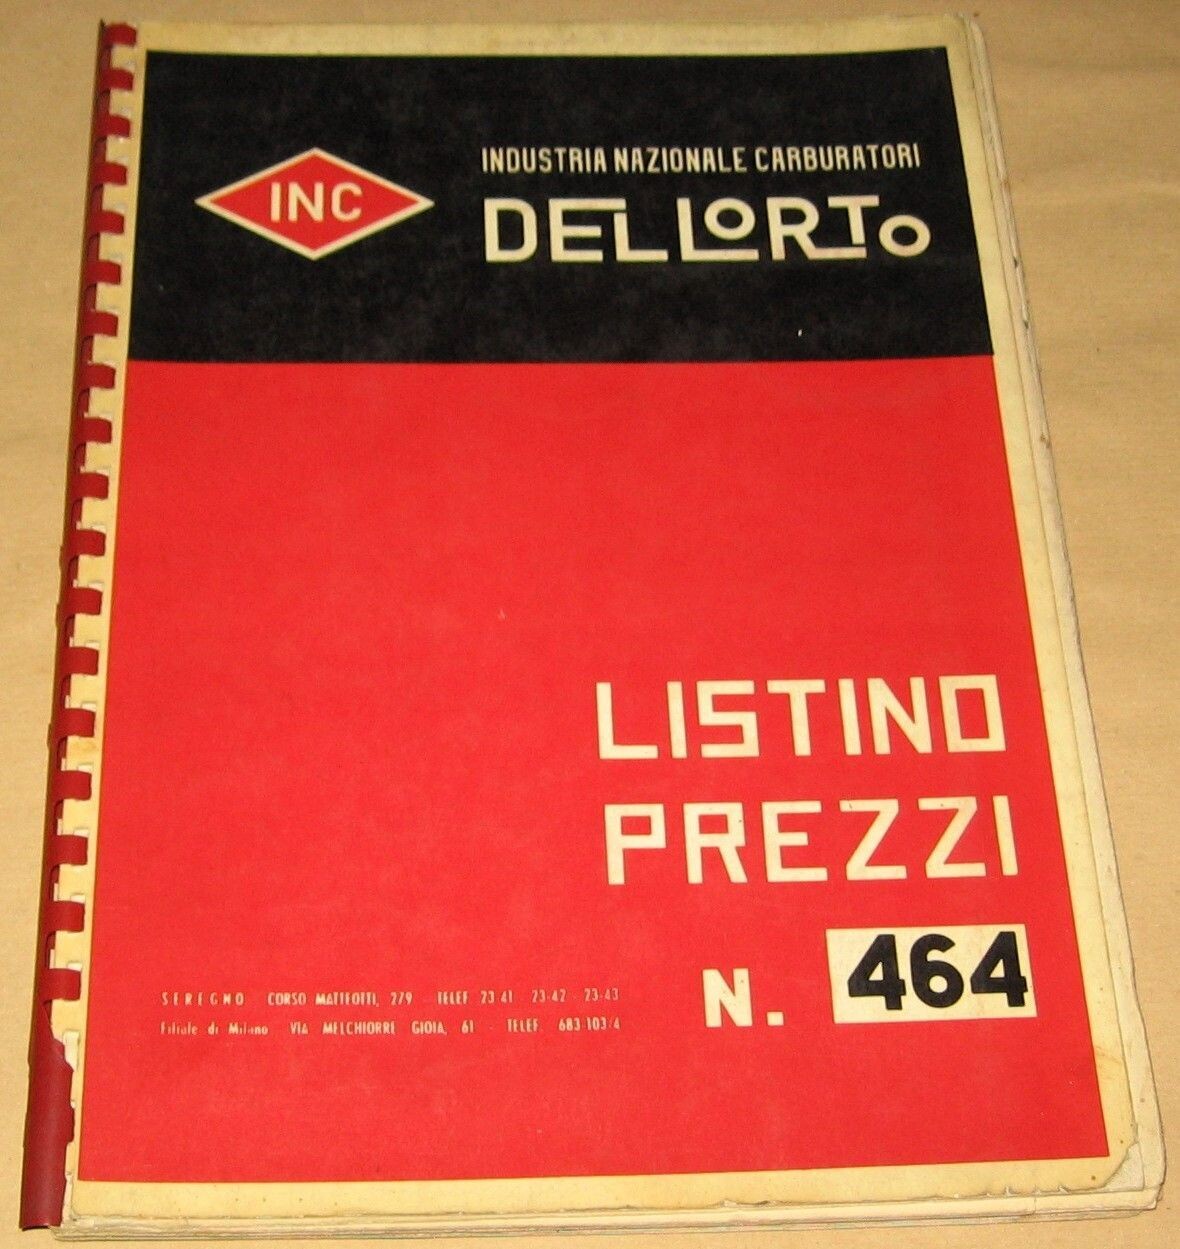 INC
INDUSTRIA NAZIONALE CARBURATORI
DELLORTO
LISTINO
PREZZI
N. 464
SEREGNO CORSO MATTEOTTI, 279 TELEF 23-41 23-42 23-43
Filiale di Milano VIA MELCHIORRE GIOIA, 61 - TELEF. 683-103/4